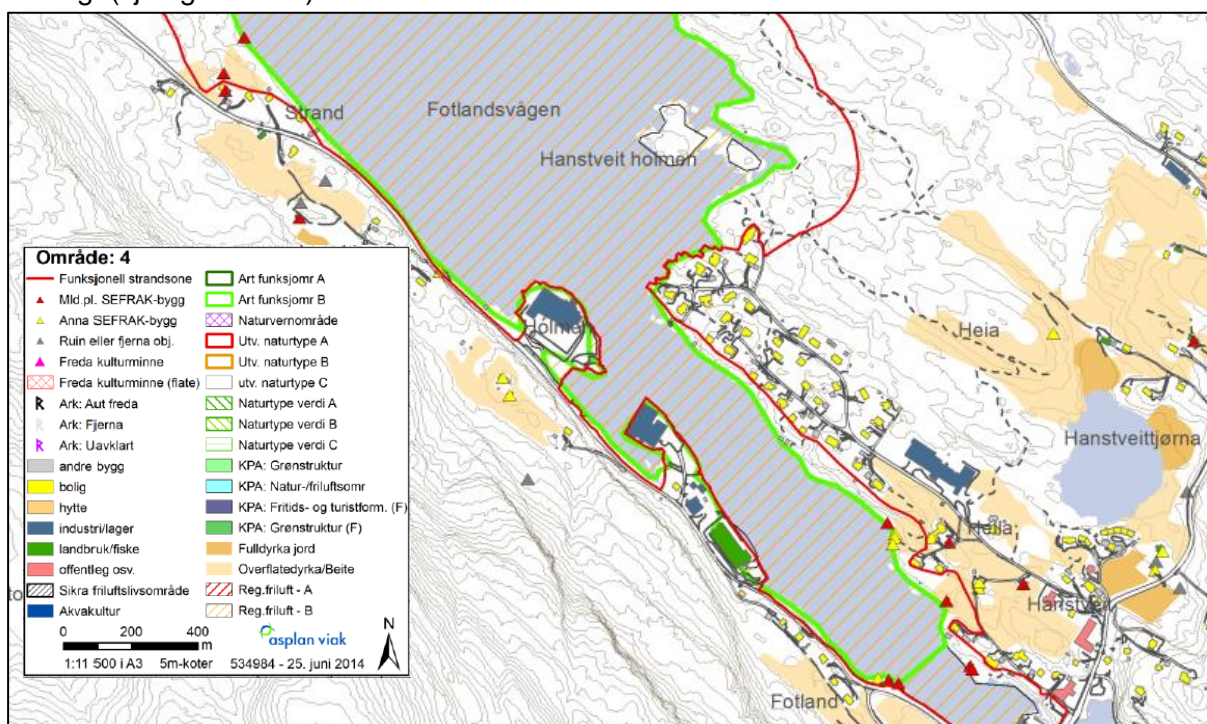 Strand
Fotlandsvågen
Hanstveit holmen
Heia
Hanstveittjørna
Hella
Fotland
Område: 4
Funksjonell strandsone
Mld.pl. SEFRAK-bygg
Anna SEFRAK-bygg
Ruin eller fjerna obj.
Freda kulturminne
Freda kulturminne (flate)
Ark: Aut freda
Ark: Fjerna
Ark: Uavklart
andre bygg
bolig
hytte
industri/lager
landbruk/fiske
offentleg osv.
Sikra friluftslivsområde
Akvakultur
Art funksjomr A
Art funksjomr B
Naturvernområde
Utv. naturtype A
Utv. naturtype B
utv. naturtype C
Naturtype verdi A
Naturtype verdi B
Naturtype verdi C
KPA: Grønstruktur
KPA: Natur-/friluftsomr
KPA: Fritids- og turistform. (F)
KPA: Grønstruktur (F)
Fulldyrka jord
Overflatedyrka/Beite
Reg.friluft - A
Reg.friluft - B
0 200 400
m
asplan viak
N
1:11 500 i A3 5m-koter 534984 - 25. juni 2014